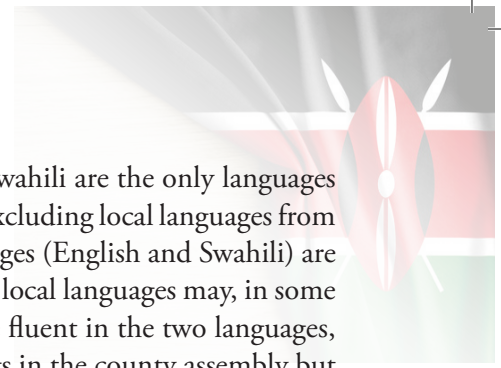 wahili are the only languages
xcluding local languages from
ges (English and Swahili) are
local languages may, in some
fluent in the two languages,
in the county assembly but